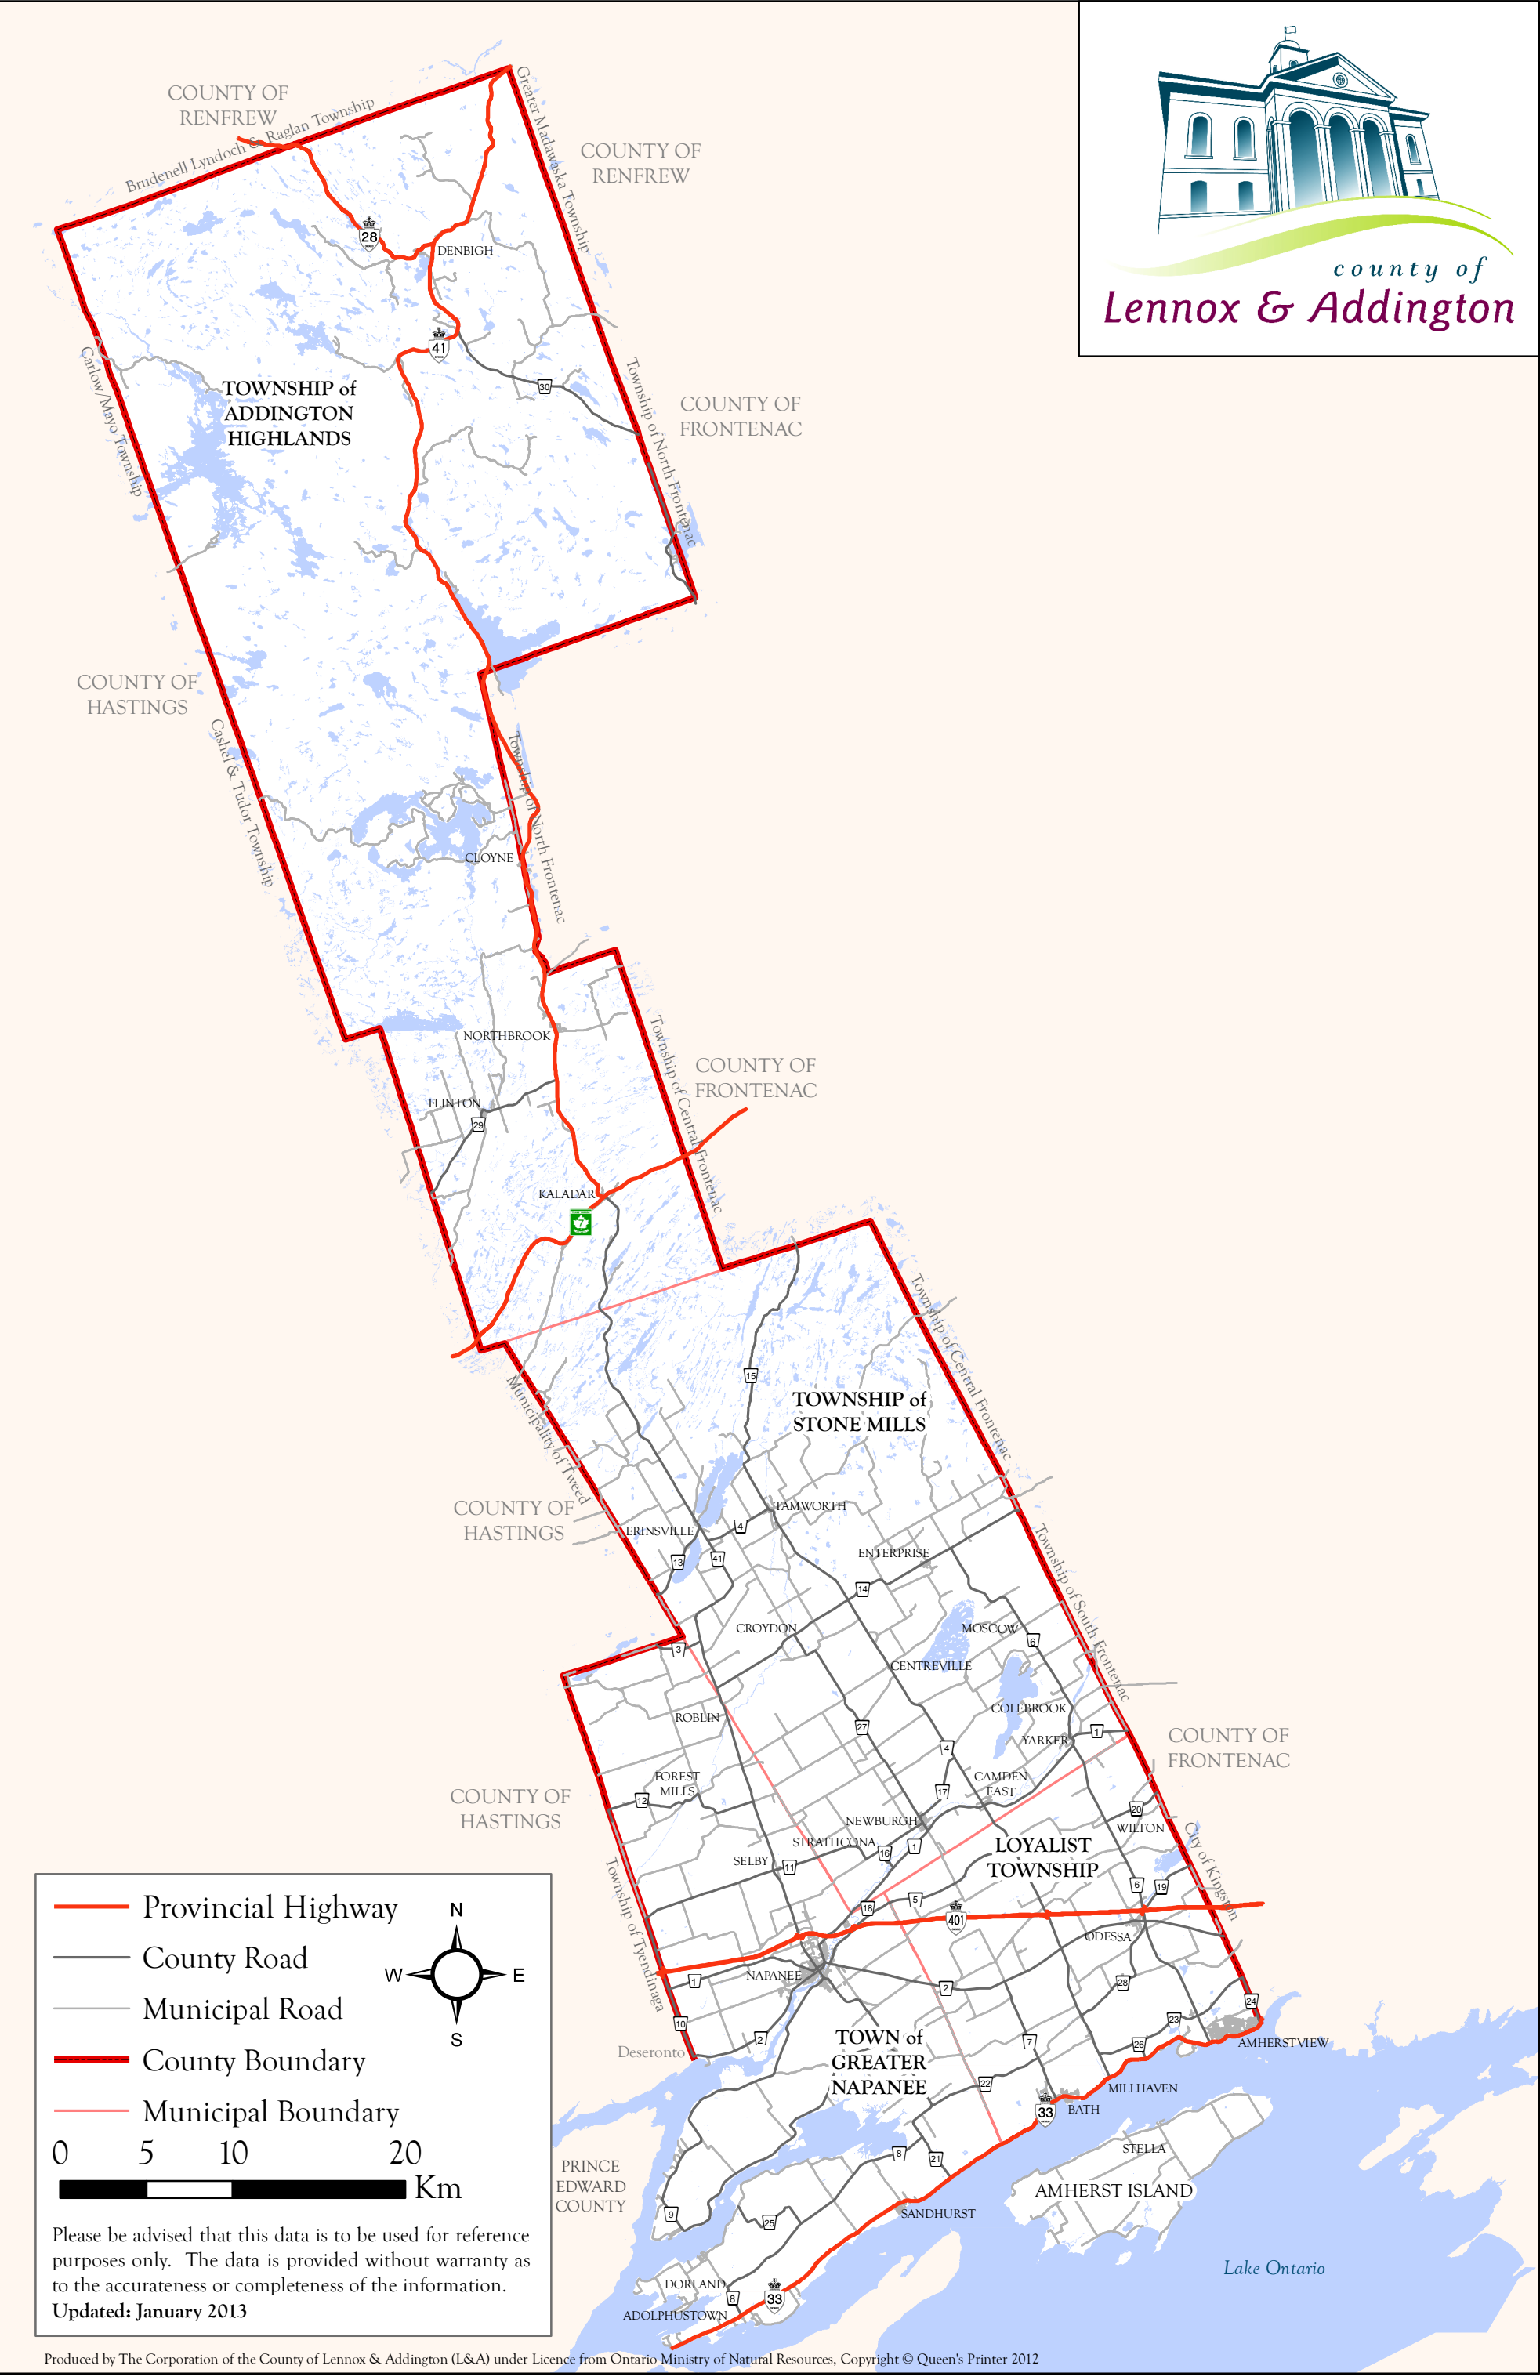 county of
Lennox & Addington
COUNTY OF
RENFREW
Brudenell Lyndoch & Raglan Township
Greater Madawaska Township
COUNTY OF
RENFREW
28
DENBIGH
41
30
Carlow/Mayo Township
TOWNSHIP of
ADDINGTON
HIGHLANDS
Township of North Frontenac
COUNTY OF
FRONTENAC
COUNTY OF
HASTINGS
Cashel & Tudor Township
Township of North Frontenac
CLOYNE
NORTHBROOK
Township of Central Frontenac
COUNTY OF
FRONTENAC
FLINTON
29
KALADAR
7
Municipality of Tweed
15
TOWNSHIP of
STONE MILLS
Township of Central Frontenac
COUNTY OF
HASTINGS
TAMWORTH
ERINSVILLE
4
13
41
ENTERPRISE
14
Township of South Frontenac
CROYDON
MOSCOW
6
3
CENTREVILLE
COLEBROOK
ROBLIN
27
YARKER
1
4
COUNTY OF
FRONTENAC
FOREST
MILLS
12
CAMDEN
EAST
17
COUNTY OF
HASTINGS
20
NEWBURGH
WILTON
STRATHCONA
16
1
LOYALIST
TOWNSHIP
City of Kingston
SELBY
11
Township of Tyendinaga
6
19
5
18
401
ODESSA
NAPANEE
1
2
28
24
10
2
23
TOWN of
GREATER
NAPANEE
7
26
AMHERSTVIEW
Deseronto
22
MILLHAVEN
33
BATH
8
21
STELLA
PRINCE
EDWARD
COUNTY
AMHERST ISLAND
9
25
SANDHURST
Lake Ontario
DORLAND
8
33
ADOLPHUSTOWN
Provincial Highway
County Road
Municipal Road
County Boundary
Municipal Boundary
N
W
E
S
0 5 10 20
Km
Please be advised that this data is to be used for reference
purposes only. The data is provided without warranty as
to the accurateness or completeness of the information.
Updated: January 2013
Produced by The Corporation of the County of Lennox & Addington (L&A) under Licence from Ontario Ministry of Natural Resources, Copyright © Queen's Printer 2012